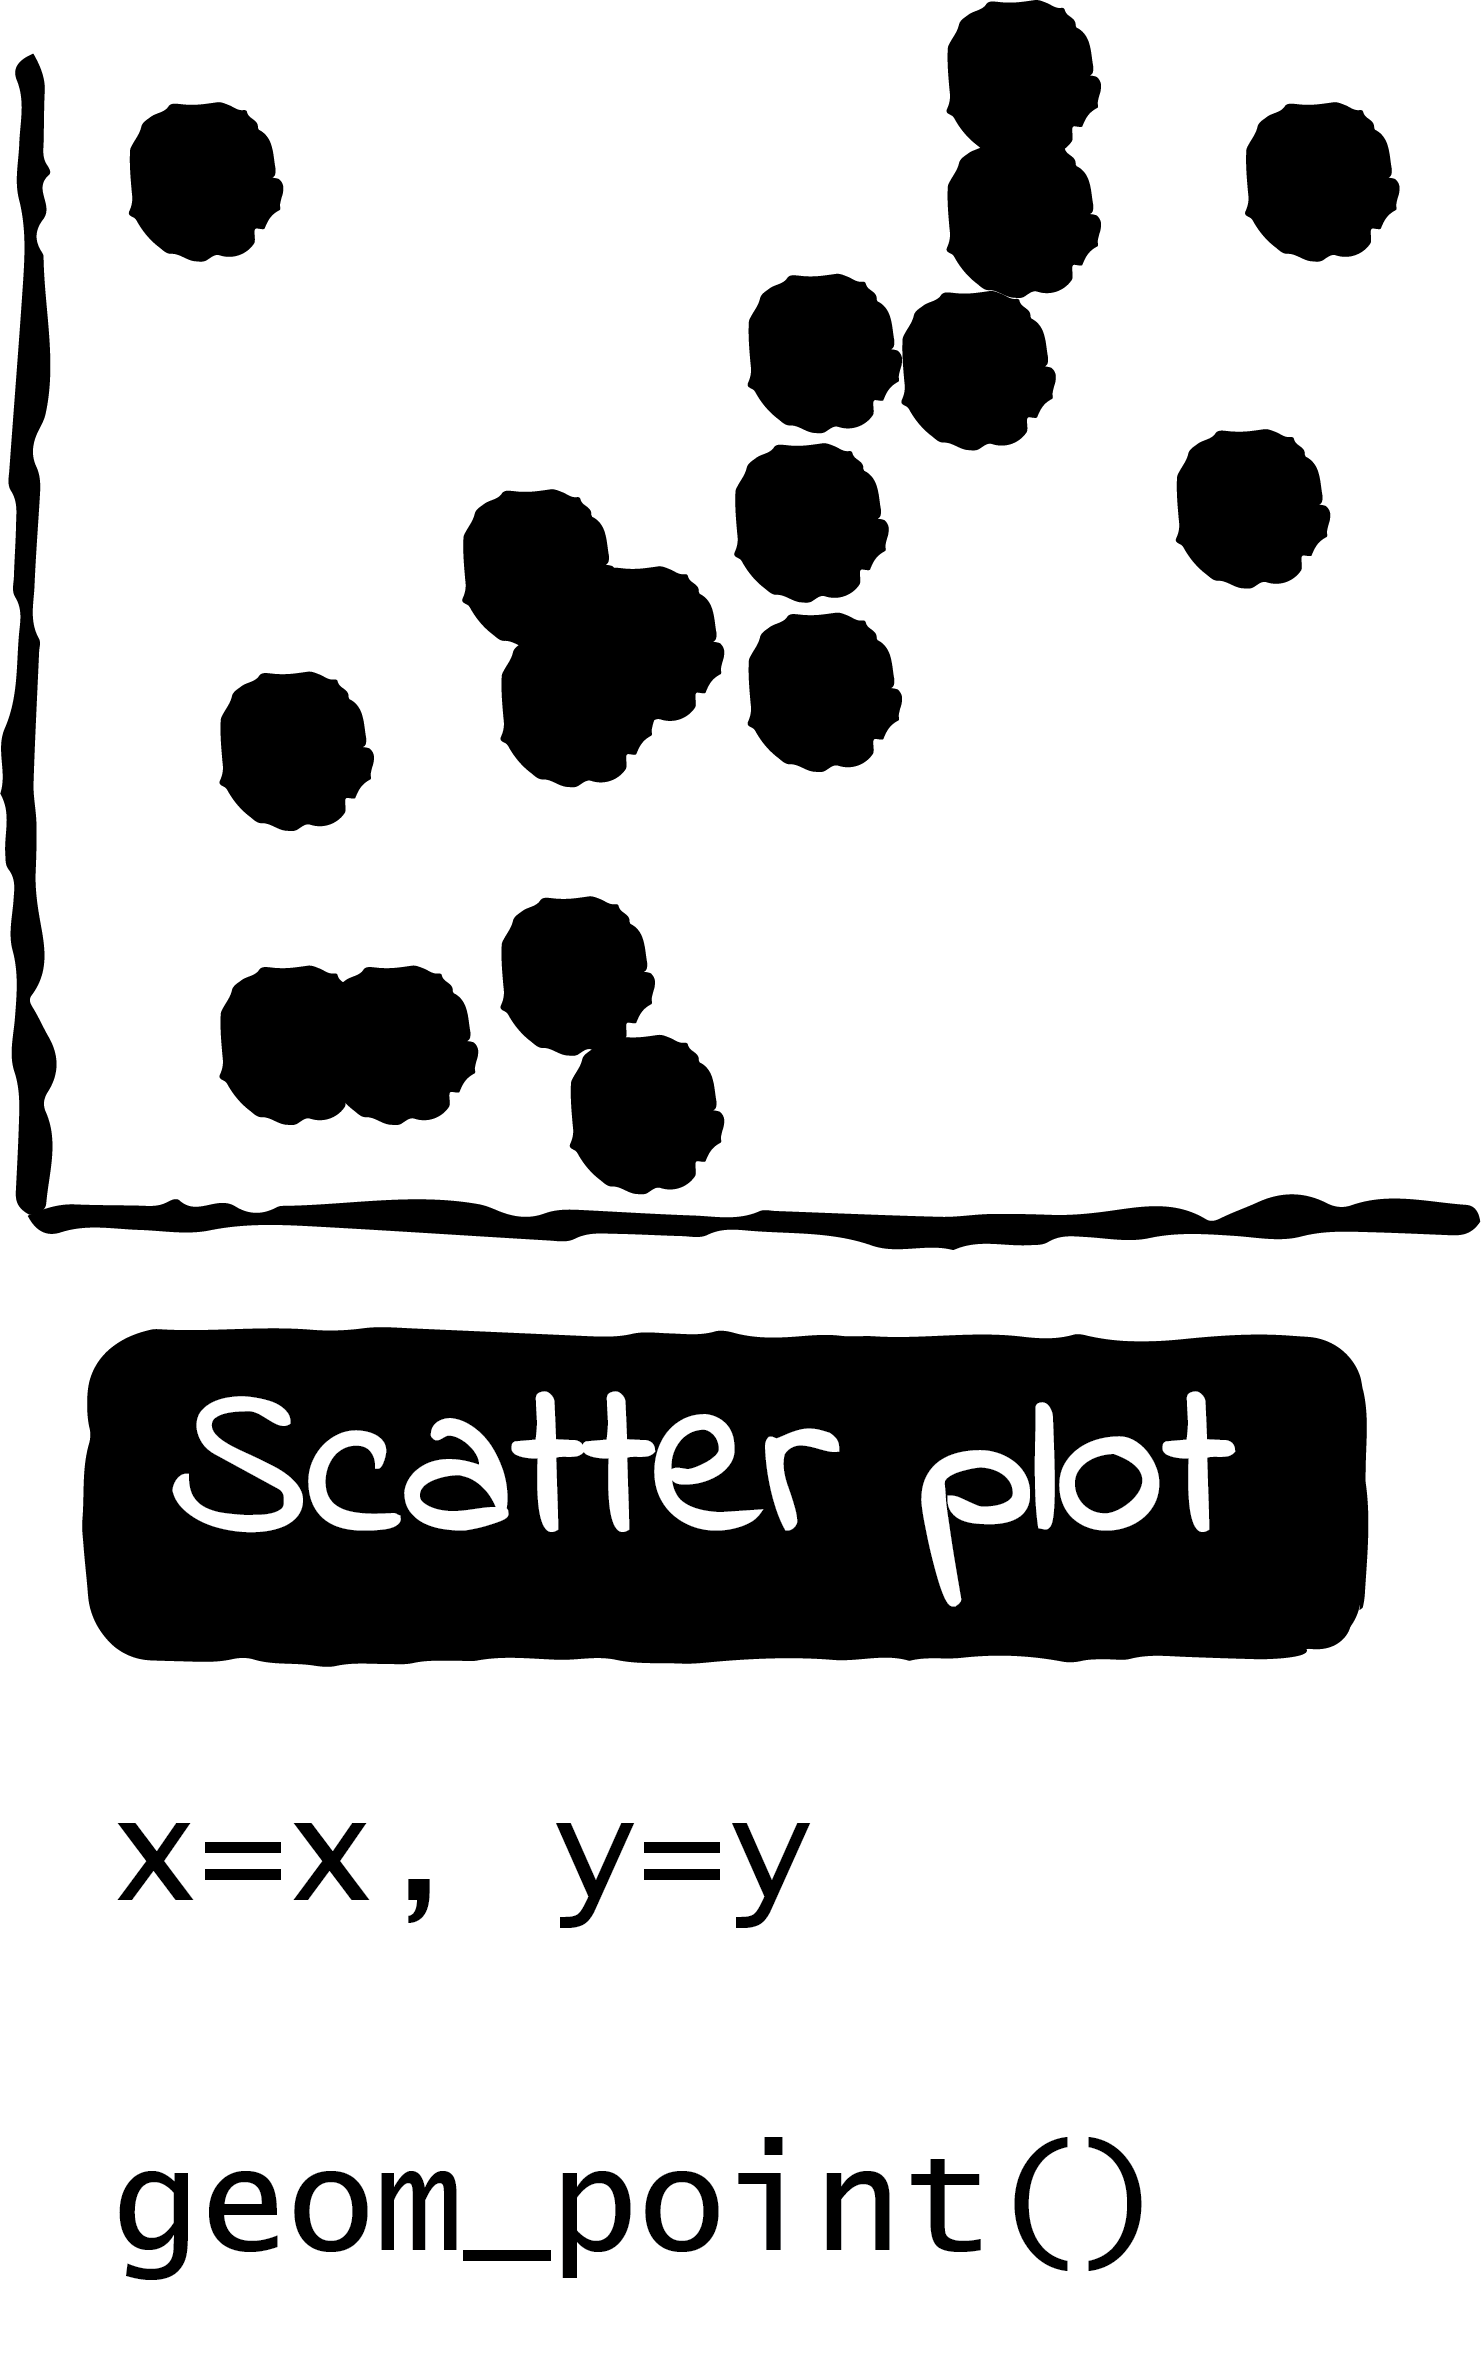 Scatter plot
x=x, y=y
geom_point()